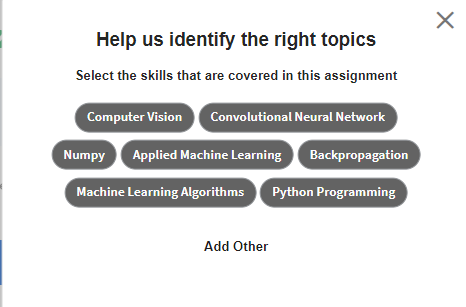 Help us identify the right topics
Select the skills that are covered in this assignment
Computer Vision Convolutional Neural Network
Numpy Applied Machine Learning Backpropagation
Machine Learning Algorithms Python Programming
Add Other